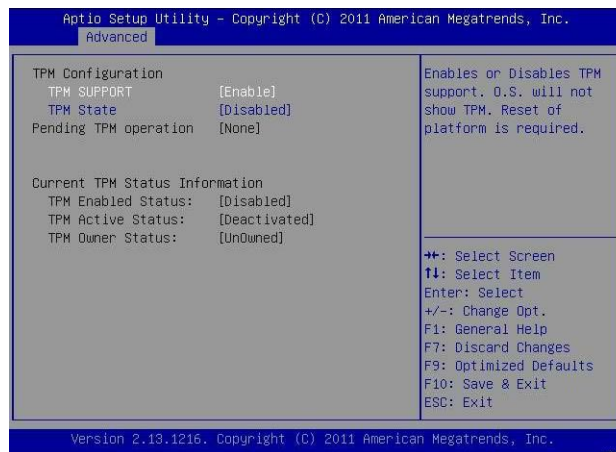 Aptio Setup Utility – Copyright (C) 2011 American Megatrends, Inc.
Advanced
TPM Configuration
TPM SUPPORT [Enable]
TPM State [Disabled]
Pending TPM operation [None]
Current TPM Status Information
TPM Enabled Status: [Disabled]
TPM Active Status: [Deactivated]
TPM Owner Status: [UnOwned]
Enables or Disables TPM
support. O.S. will not
show TPM. Reset of
platform is required.
→←: Select Screen
↑↓: Select Item
Enter: Select
+/-: Change Opt.
F1: General Help
F7: Discard Changes
F9: Optimized Defaults
F10: Save & Exit
ESC: Exit
Version 2.13.1216. Copyright (C) 2011 American Megatrends, Inc.